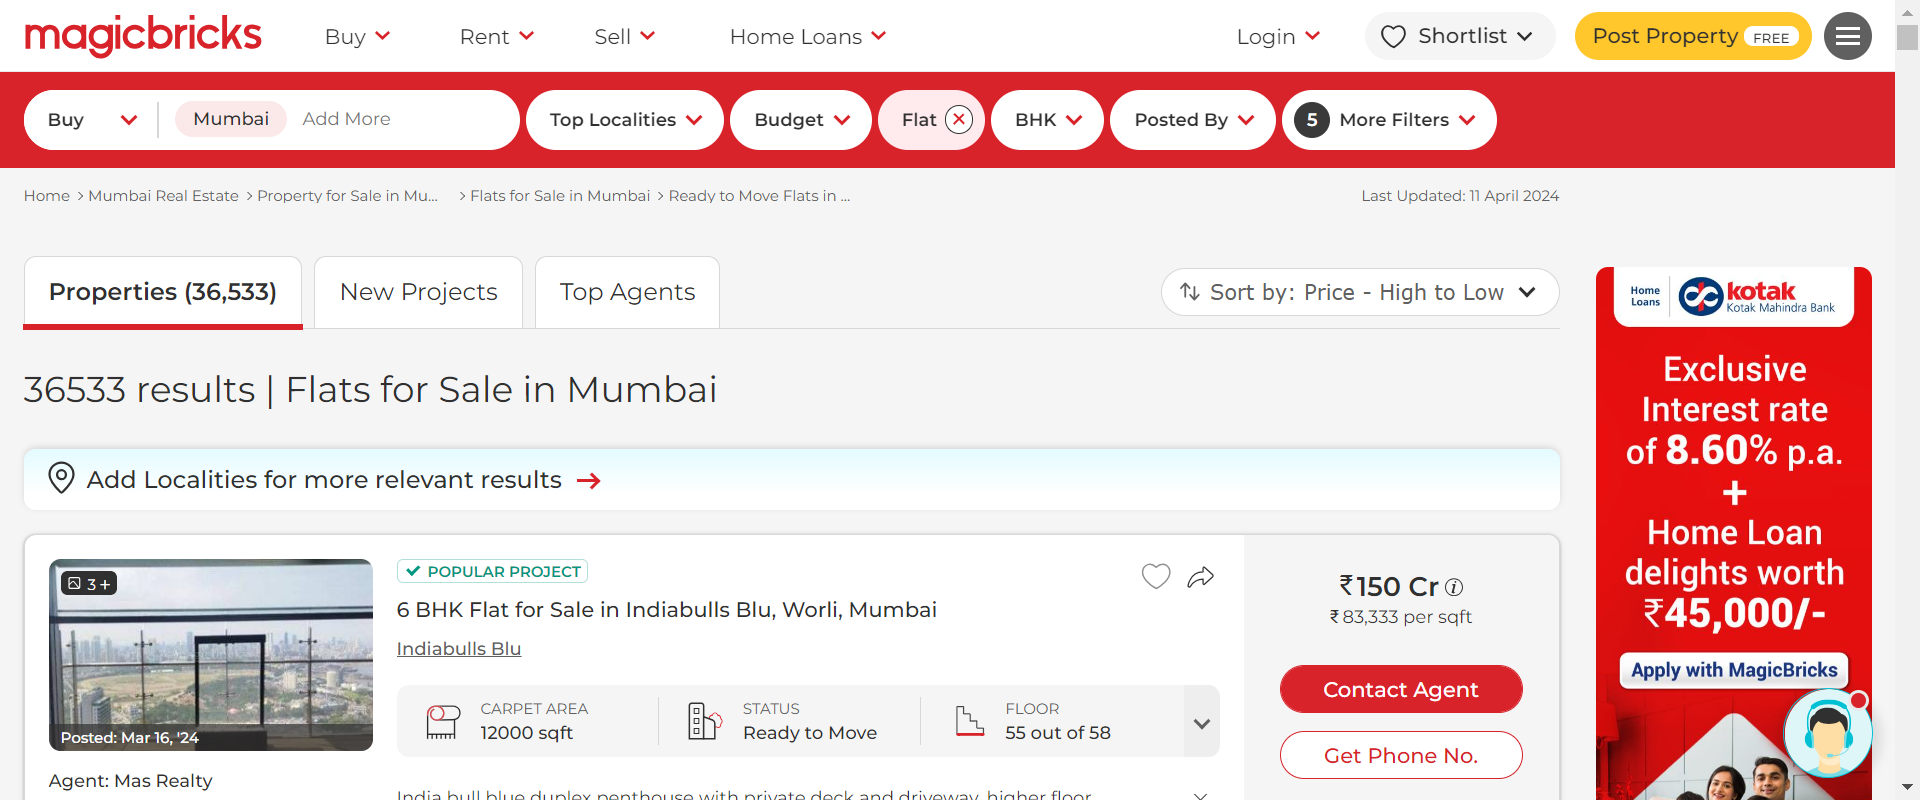 magicbricks
Buy
Rent
Sell
Home Loans
Login
Shortlist
Post Property FREE
Buy
Mumbai
Add More
Top Localities
Budget
Flat
BHK
Posted By
5 More Filters
Home > Mumbai Real Estate > Property for Sale in Mu... > Flats for Sale in Mumbai > Ready to Move Flats in ...
Last Updated: 11 April 2024
Properties (36,533)
New Projects
Top Agents
Sort by: Price - High to Low
36533 results | Flats for Sale in Mumbai
Add Localities for more relevant results
3+
Posted: Mar 16, '24
Agent: Mas Realty
POPULAR PROJECT
6 BHK Flat for Sale in Indiabulls Blu, Worli, Mumbai
Indiabulls Blu
CARPET AREA
12000 sqft
STATUS
Ready to Move
FLOOR
55 out of 58
India bull blue duplex penthouse with private deck and driveway, higher floor
₹150 Cr
₹83,333 per sqft
Contact Agent
Get Phone No.
Home
Loans
kotak
Kotak Mahindra Bank
Exclusive
Interest rate
of 8.60% p.a.
+
Home Loan
delights worth
₹45,000/-
Apply with MagicBricks